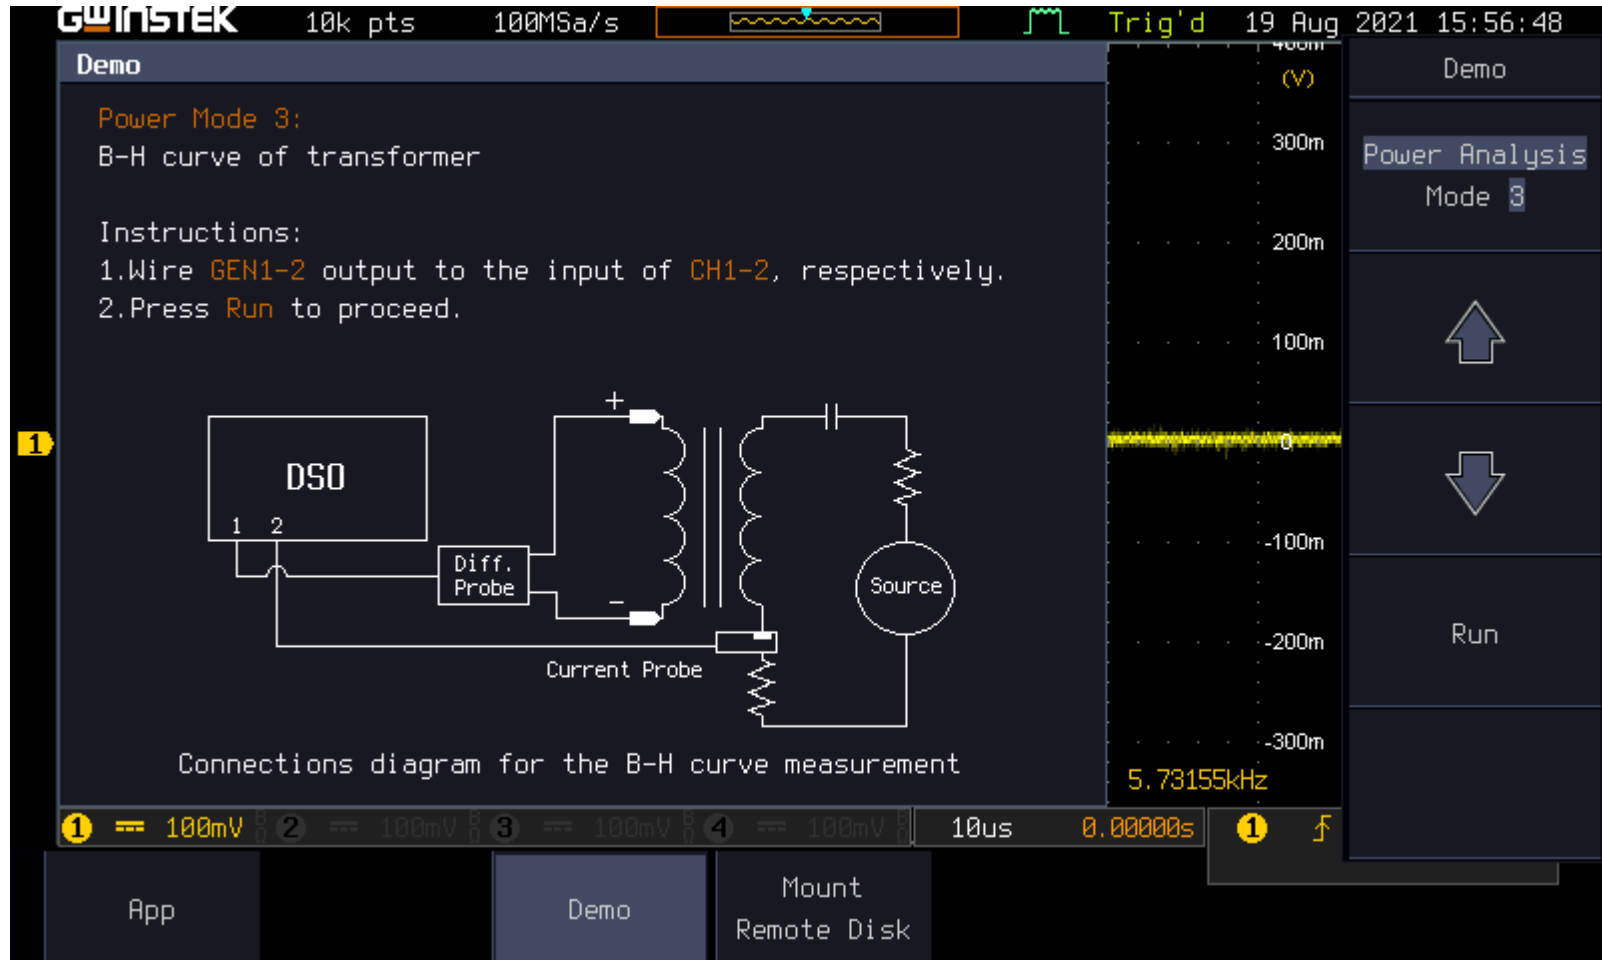 GWINSTEK 10k pts 100MSa/s Trig'd 19 Aug 2021 15:56:48
Demo
Power Mode 3:
B-H curve of transformer
Instructions:
1.Wire GEN1-2 output to the input of CH1-2, respectively.
2.Press Run to proceed.
+
DSO
1 2
Diff.
Probe
-
Source
Current Probe
Connections diagram for the B-H curve measurement
400m
(V)
300m
200m
100m
0
-100m
-200m
-300m
5.73155kHz
1
Demo
Power Analysis
Mode 3
Run
1 100mV 2 100mV 3 100mV 4 100mV 10us 0.00000s 1
App
Demo
Mount
Remote Disk